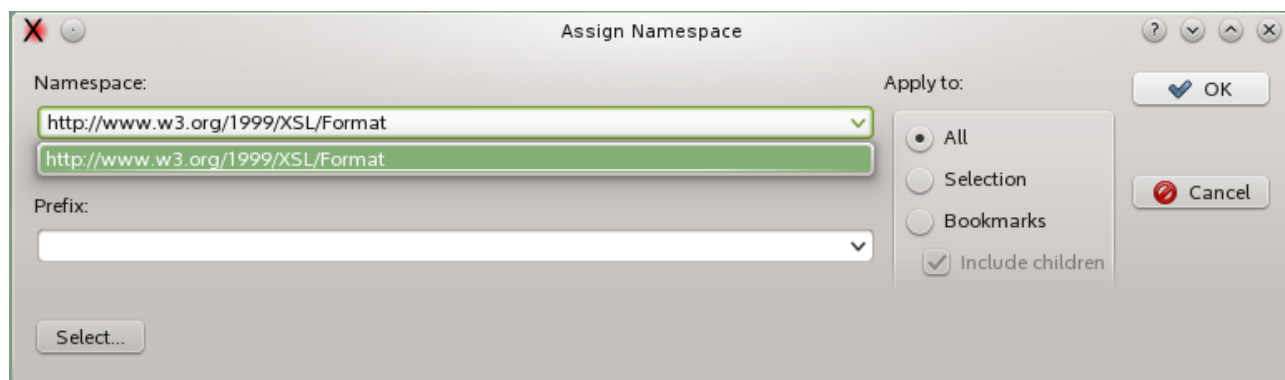 Assign Namespace
Namespace:
http://www.w3.org/1999/XSL/Format
http://www.w3.org/1999/XSL/Format
Prefix:
Select...
Apply to:
All
Selection
Bookmarks
Include children
OK
Cancel